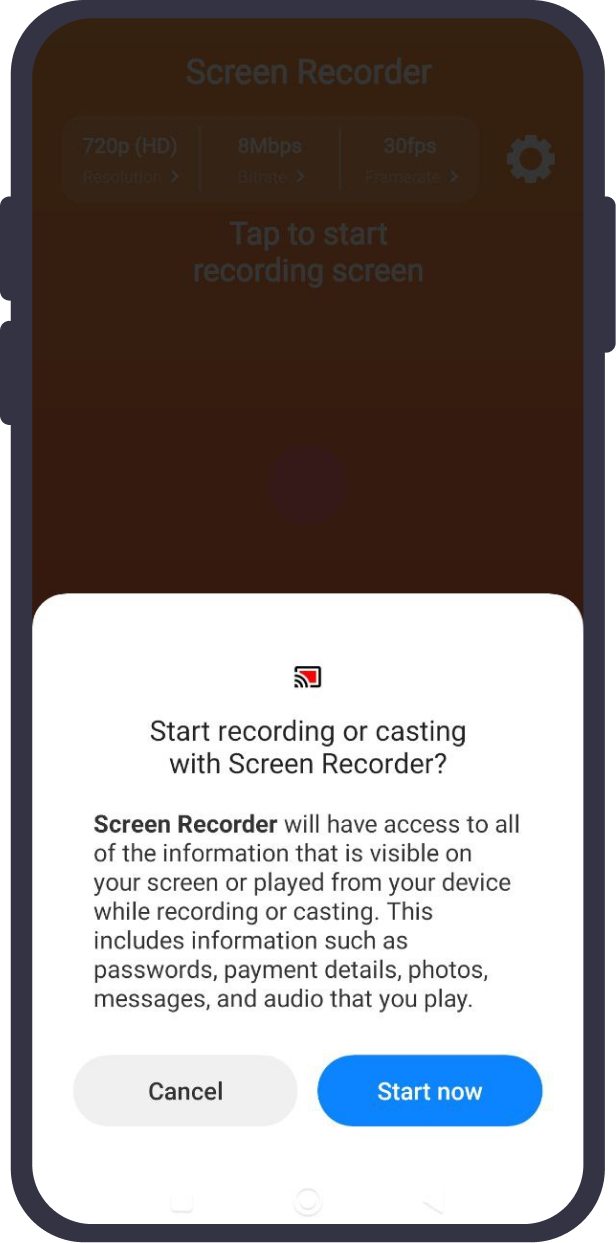 Screen Recorder
720p (HD) 8Mbps 30fps
Resolution Bitrate Framerate
Tap to start
recording screen
Start recording or casting
with Screen Recorder?
Screen Recorder will have access to all
of the information that is visible on
your screen or played from your device
while recording or casting. This
includes information such as
passwords, payment details, photos,
messages, and audio that you play.
Cancel Start now